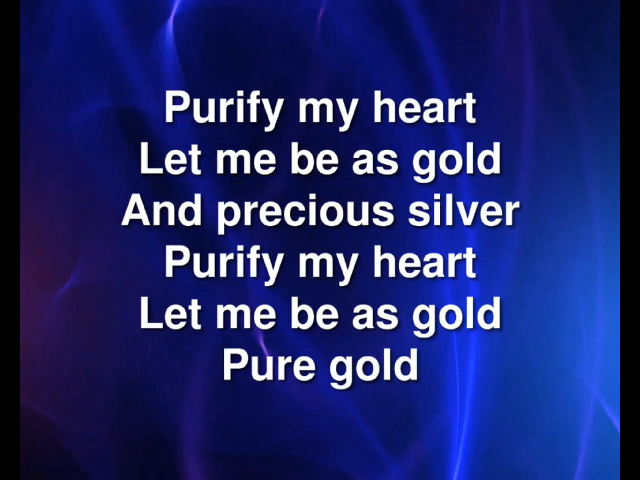 Purify my heart
Let me be as gold
And precious silver
Purify my heart
Let me be as gold
Pure gold